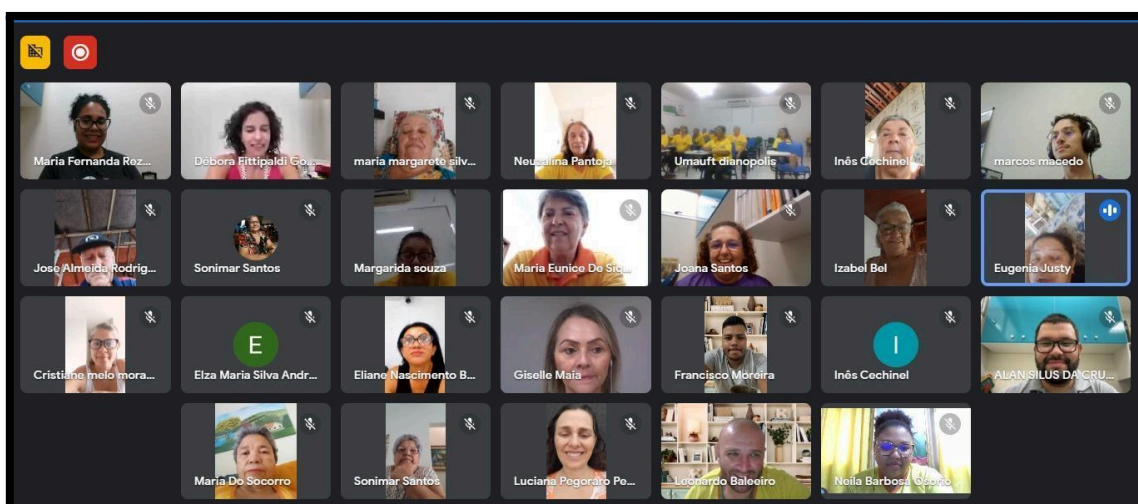 Maria Fernanda Rez...
Débora Fittipaldi Go...
maria margarete silv...
Neuzalina Pantoja
Umauft dianopolis
Inês Cechinel
marcos macedo
Jose Almeida Rodrig...
Sonimar Santos
Margarida souza
Maria Eunice De Siq...
Joana Santos
Izabel Bel
Eugenia Justy
Cristiane melo mora...
E
Elza Maria Silva Andr...
Eliane Nascimento B...
Giselle Maia
Francisco Moreira
I
Inês Cechinel
ALAN SILUS DA CRU...
Maria Do Socorro
Sonimar Santos
Luciana Pegoraro Pe...
Leonardo Baleeiro
Neila Barbosa Osório